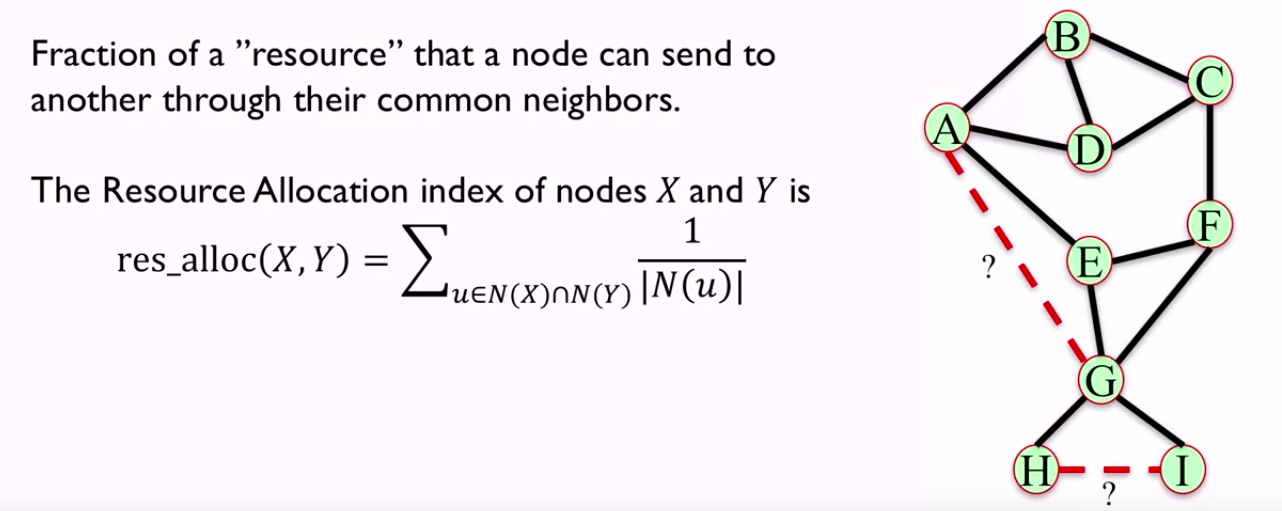 Fraction of a ”resource” that a node can send to
another through their common neighbors.
The Resource Allocation index of nodes X and Y is
res_alloc(X, Y) = ∑u∈N(X)∩N(Y) 1/|N(u)|
B
C
A
D
F
E
?
G
H
I
?